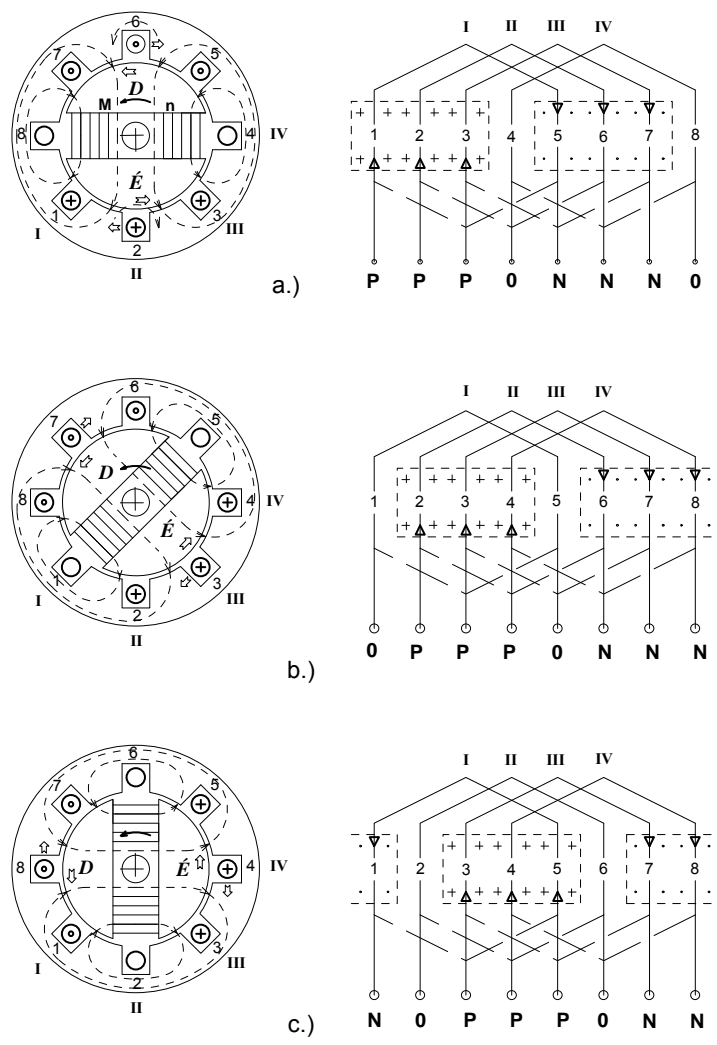 6
7
5
D
M
n
8
4
IV
É
1
3
I
2
III
II
I II III IV
1 2 3 4 5 6 7 8
P P P 0 N N N 0
a.)
6
7
5
D
8
4
IV
É
1
3
I
2
III
II
I II III IV
1 2 3 4 5 6 7 8
0 P P P 0 N N N
b.)
6
7
5
8
D
É
4
IV
1
3
I
2
III
II
I II III IV
1 2 3 4 5 6 7 8
N 0 P P P 0 N N
c.)